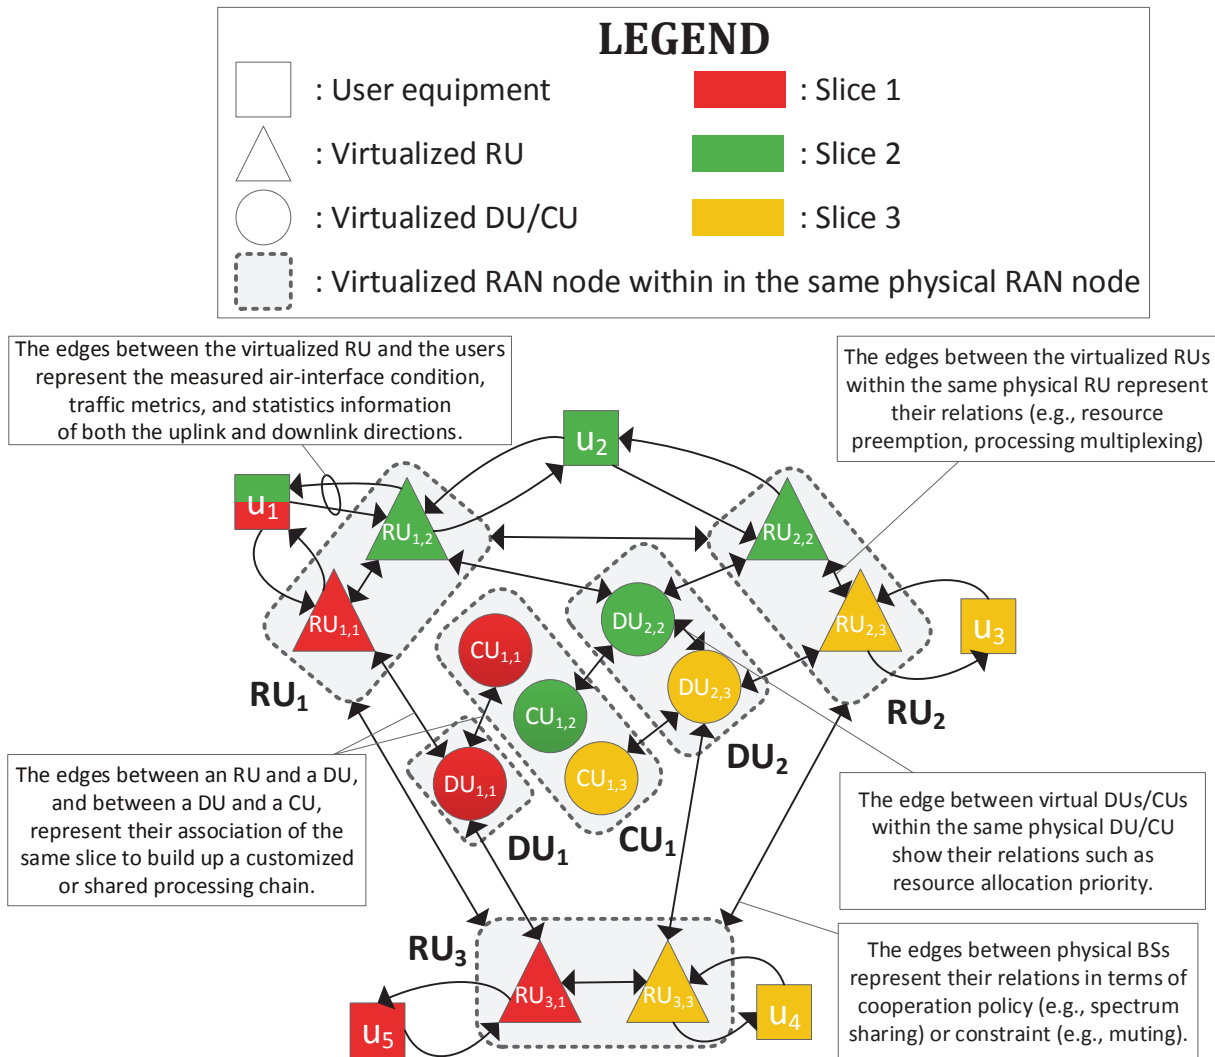 LEGEND
: User equipment
: Slice 1
: Virtualized RU
: Slice 2
: Virtualized DU/CU
: Slice 3
: Virtualized RAN node within in the same physical RAN node
The edges between the virtualized RU and the users
represent the measured air-interface condition,
traffic metrics, and statistics information
of both the uplink and downlink directions.
The edges between the virtualized RUs
within the same physical RU represent
their relations (e.g., resource
preemption, processing multiplexing)
u2
u1
RU1,2
RU2,2
RU1,1
DU2,2
RU2,3
u3
CU1,1
DU2,3
RU1
CU1,2
RU2
DU2
DU1,1
CU1,3
The edges between an RU and a DU,
and between a DU and a CU,
represent their association of the
same slice to build up a customized
or shared processing chain.
DU1
CU1
The edge between virtual DUs/CUs
within the same physical DU/CU
show their relations such as
resource allocation priority.
RU3
RU3,1
RU3,3
u5
u4
The edges between physical BSs
represent their relations in terms of
cooperation policy (e.g., spectrum
sharing) or constraint (e.g., muting).